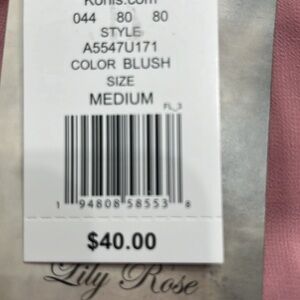 Kohls.com
044 80 80
STYLE
A5547U171
COLOR BLUSH
SIZE
MEDIUM
FL_3
1 94808 58553 8
$40.00
Lily Rose